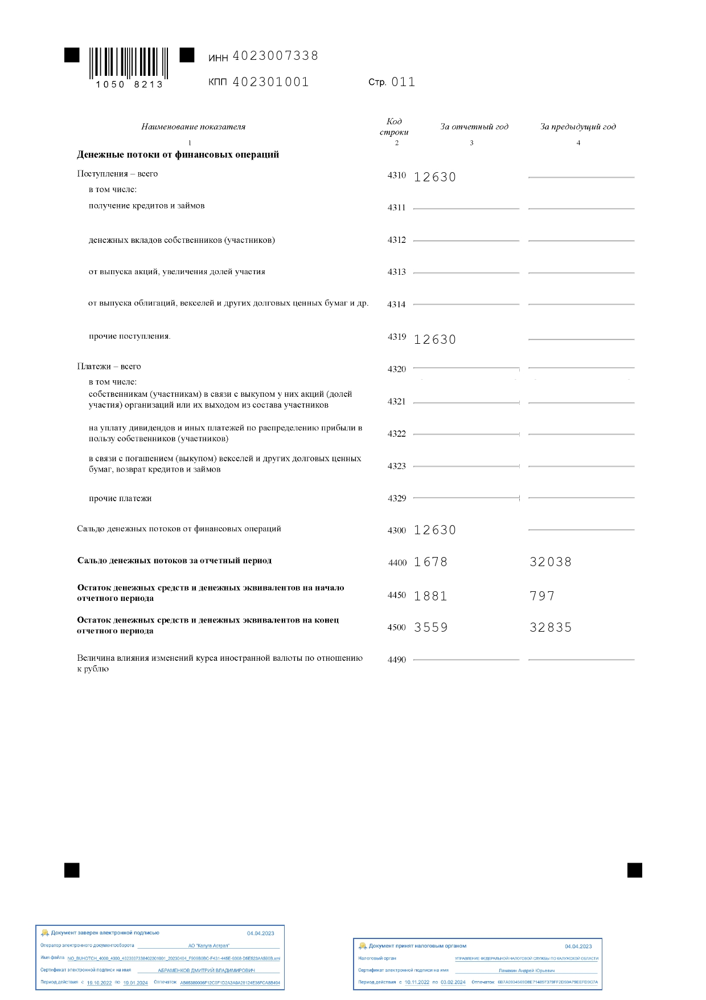 ИНН 4023007338
1050 8213
КПП 402301001 Стр. 011
Наименование показателя Код строки За отчетный год За предыдущий год
1 2 3 4
Денежные потоки от финансовых операций
Поступления – всего 4310 12630
в том числе:
получение кредитов и займов 4311
денежных вкладов собственников (участников) 4312
от выпуска акций, увеличения долей участия 4313
от выпуска облигаций, векселей и других долговых ценных бумаг и др. 4314
прочие поступления. 4319 12630
Платежи – всего 4320
в том числе:
собственникам (участникам) в связи с выкупом у них акций (долей
участия) организаций или их выходом из состава участников 4321
на уплату дивидендов и иных платежей по распределению прибыли в
пользу собственников (участников) 4322
в связи с погашением (выкупом) векселей и других долговых ценных
бумаг, возврат кредитов и займов 4323
прочие платежи 4329
Сальдо денежных потоков от финансовых операций 4300 12630
Сальдо денежных потоков за отчетный период 4400 1678 32038
Остаток денежных средств и денежных эквивалентов на начало
отчетного периода 4450 1881 797
Остаток денежных средств и денежных эквивалентов на конец
отчетного периода 4500 3559 32835
Величина влияния изменений курса иностранной валюты по отношению
к рублю 4490
Документ заверен электронной подписью 04.04.2023
Оператор электронного документооборота АО "Калуга Астрал"
Имя файла NO_BUHOTCH_4000_4000_4023007338402301001_20230404_F909B0BC-F431-445E-9308-D5E523AA590B.xml
Сертификат электронной подписи на имя АБРАМЕНКОВ ДМИТРИЙ ВЛАДИМИРОВИЧ
Период действия с 19.10.2022 по 19.01.2024 Отпечаток AB65389906F12C0F1D2A3A9A28124E36FCA8B494
Документ принят налоговым органом 04.04.2023
Налоговый орган УПРАВЛЕНИЕ ФЕДЕРАЛЬНОЙ НАЛОГОВОЙ СЛУЖБЫ ПО КАЛУЖСКОЙ ОБЛАСТИ
Сертификат электронной подписи на имя Ламакин Андрей Юрьевич
Период действия с 10.11.2022 по 03.02.2024 Отпечаток 6B7A0934569D8E714897379FF2D59A79EEFD9C7A